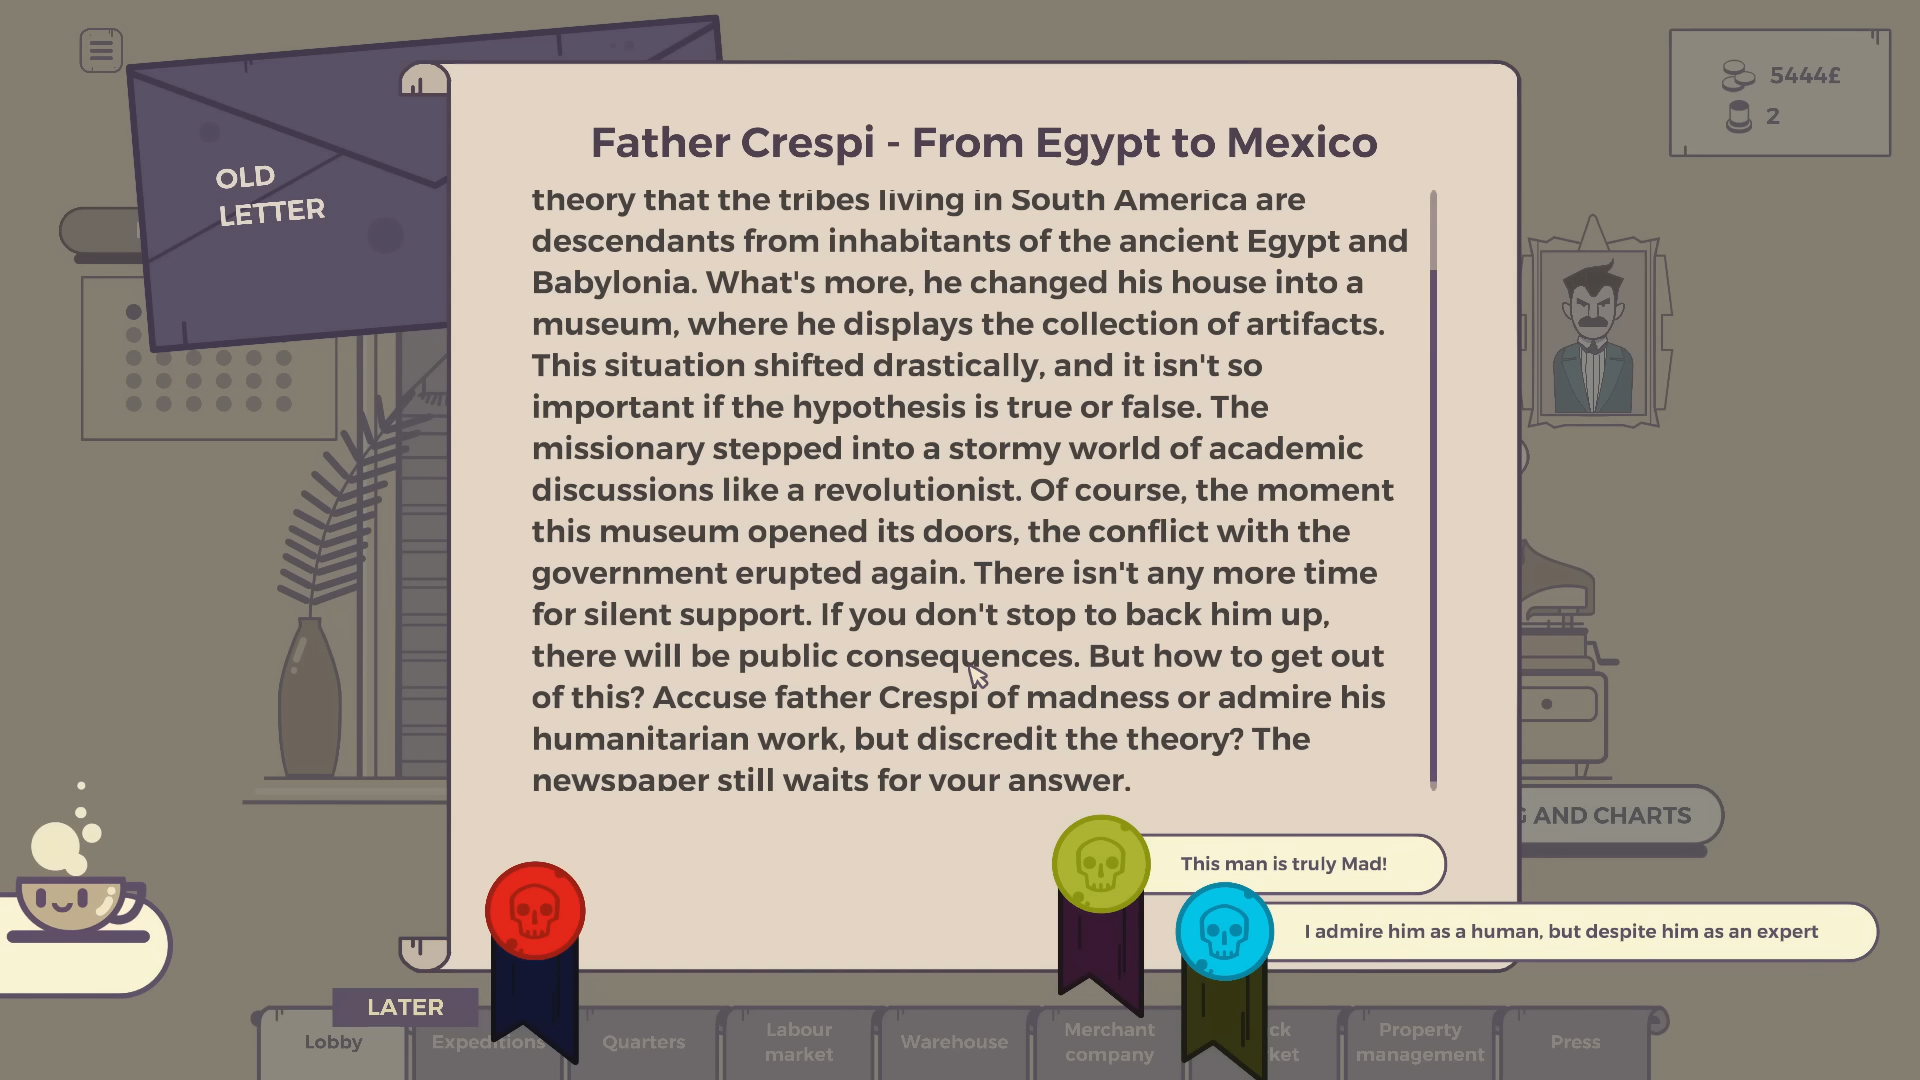 5444£
2
OLD
LETTER
Father Crespi - From Egypt to Mexico
theory that the tribes living in South America are
descendants from inhabitants of the ancient Egypt and
Babylonia. What's more, he changed his house into a
museum, where he displays the collection of artifacts.
This situation shifted drastically, and it isn't so
important if the hypothesis is true or false. The
missionary stepped into a stormy world of academic
discussions like a revolutionist. Of course, the moment
this museum opened its doors, the conflict with the
government erupted again. There isn't any more time
for silent support. If you don't stop to back him up,
there will be public consequences. But how to get out
of this? Accuse father Crespi of madness or admire his
humanitarian work, but discredit the theory? The
newspaper still waits for your answer.
AND CHARTS
This man is truly Mad!
I admire him as a human, but despite him as an expert
LATER
Lobby
Expeditions
Quarters
Labour
market
Warehouse
Merchant
company
Property
management
Press